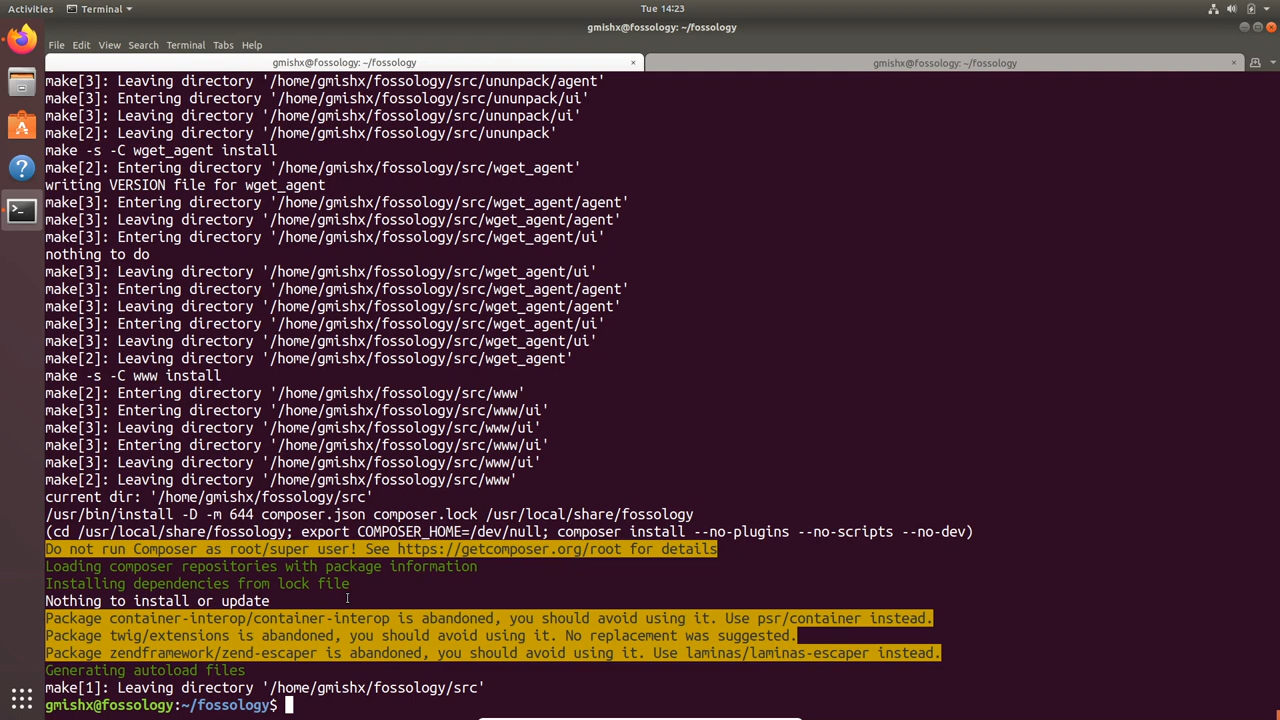 Activities
Terminal
Tue 14:23
gmishx@fossology: ~/fossology
File Edit View Search Terminal Tabs Help
gmishx@fossology: ~/fossology
gmishx@fossology: ~/fossology
make[3]: Leaving directory '/home/gmishx/fossology/src/ununpack/agent'
make[3]: Entering directory '/home/gmishx/fossology/src/ununpack/ui'
make[3]: Leaving directory '/home/gmishx/fossology/src/ununpack/ui'
make[2]: Leaving directory '/home/gmishx/fossology/src/ununpack'
make -s -C wget_agent install
make[2]: Entering directory '/home/gmishx/fossology/src/wget_agent'
writing VERSION file for wget_agent
make[3]: Entering directory '/home/gmishx/fossology/src/wget_agent/agent'
make[3]: Leaving directory '/home/gmishx/fossology/src/wget_agent/agent'
make[3]: Entering directory '/home/gmishx/fossology/src/wget_agent/ui'
nothing to do
make[3]: Leaving directory '/home/gmishx/fossology/src/wget_agent/ui'
make[3]: Entering directory '/home/gmishx/fossology/src/wget_agent/agent'
make[3]: Leaving directory '/home/gmishx/fossology/src/wget_agent/agent'
make[3]: Entering directory '/home/gmishx/fossology/src/wget_agent/ui'
make[3]: Leaving directory '/home/gmishx/fossology/src/wget_agent/ui'
make[2]: Leaving directory '/home/gmishx/fossology/src/wget_agent'
make -s -C www install
make[2]: Entering directory '/home/gmishx/fossology/src/www'
make[3]: Entering directory '/home/gmishx/fossology/src/www/ui'
make[3]: Leaving directory '/home/gmishx/fossology/src/www/ui'
make[3]: Entering directory '/home/gmishx/fossology/src/www/ui'
make[3]: Leaving directory '/home/gmishx/fossology/src/www/ui'
make[2]: Leaving directory '/home/gmishx/fossology/src/www'
current dir: '/home/gmishx/fossology/src'
/usr/bin/install -D -m 644 composer.json composer.lock /usr/local/share/fossology
(cd /usr/local/share/fossology; export COMPOSER_HOME=/dev/null; composer install --no-plugins --no-scripts --no-dev)
Do not run Composer as root/super user! See https://getcomposer.org/root for details
Loading composer repositories with package information
Installing dependencies from lock file
Nothing to install or update
Package container-interop/container-interop is abandoned, you should avoid using it. Use psr/container instead.
Package twig/extensions is abandoned, you should avoid using it. No replacement was suggested.
Package zendframework/zend-escaper is abandoned, you should avoid using it. Use laminas/laminas-escaper instead.
Generating autoload files
make[1]: Leaving directory '/home/gmishx/fossology/src'
gmishx@fossology:~/fossology$